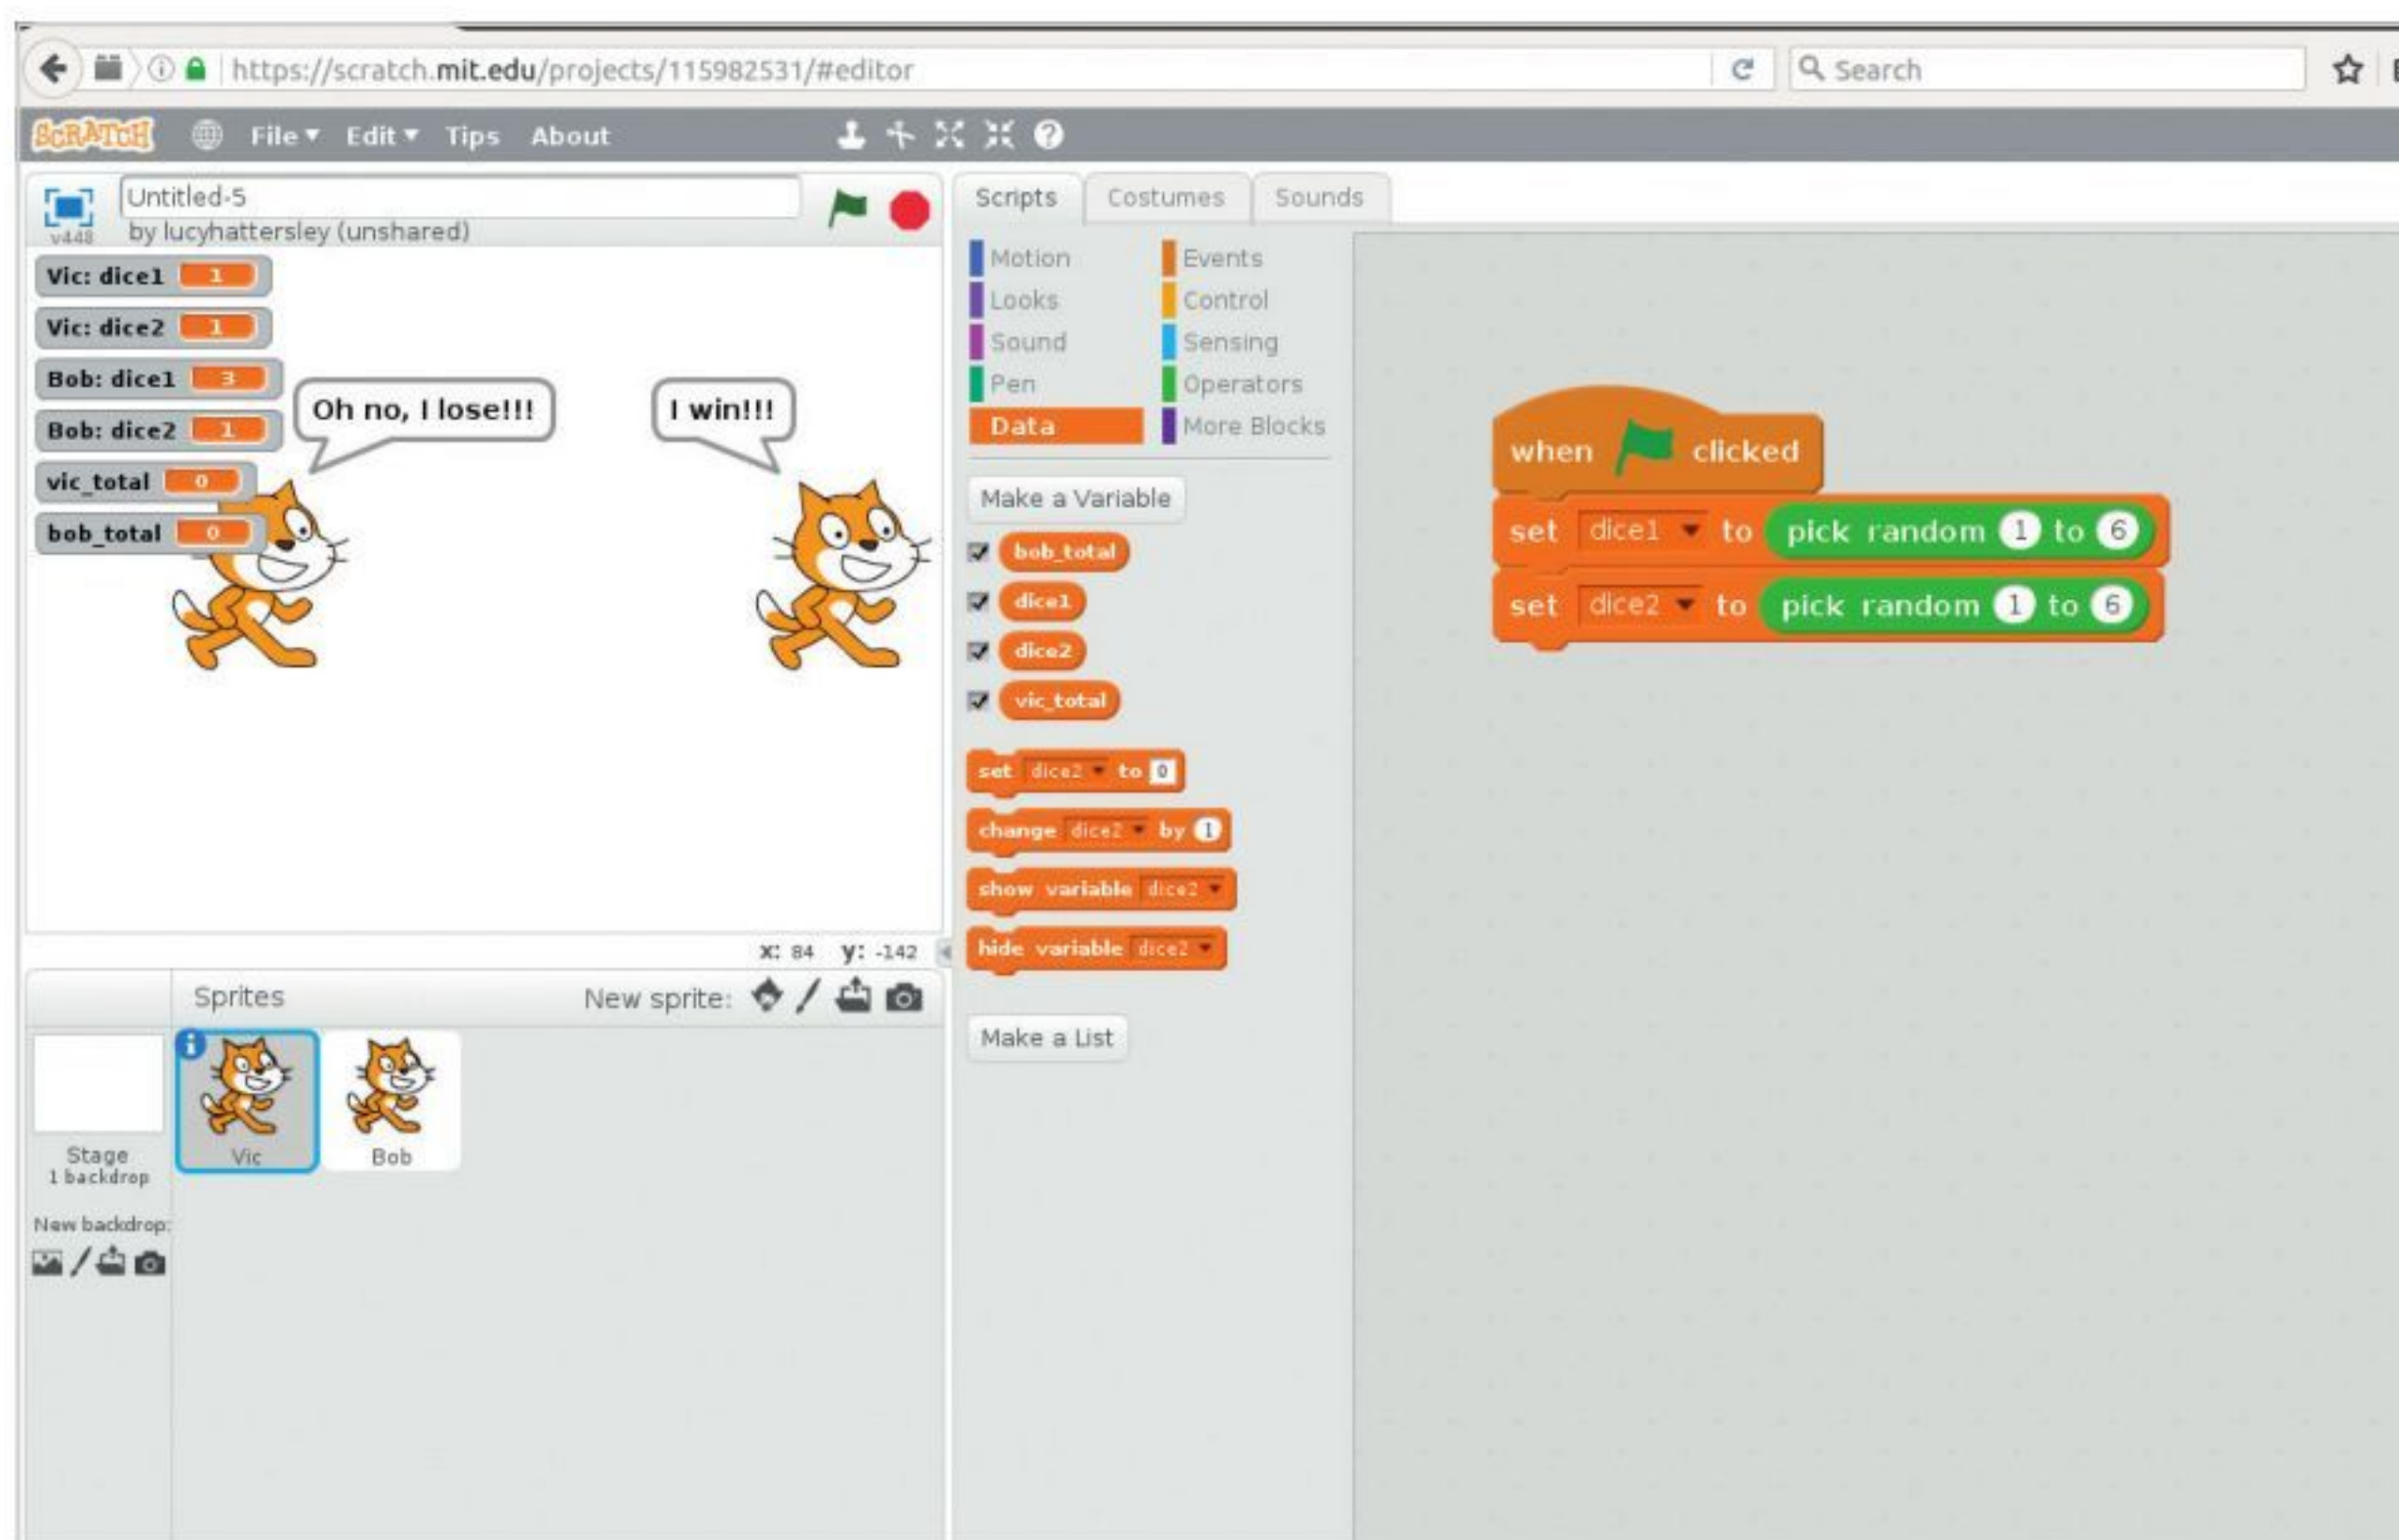 https://scratch.mit.edu/projects/115982531/#editor
Search
SCRATCH File Edit Tips About
Untitled-5
v448 by lucyhattersley (unshared)
Vic: dice1 1
Vic: dice2 1
Bob: dice1 3
Bob: dice2 1
vic_total 0
bob_total 0
Oh no, I lose!!!
I win!!!
x: 84 y: -142
Sprites New sprite:
Vic Bob
Stage
1 backdrop
New backdrop:
Scripts Costumes Sounds
Motion Events
Looks Control
Sound Sensing
Pen Operators
Data More Blocks
Make a Variable
bob_total
dice1
dice2
vic_total
set dice2 to 0
change dice2 by 1
show variable dice2
hide variable dice2
Make a List
when clicked
set dice1 to pick random 1 to 6
set dice2 to pick random 1 to 6